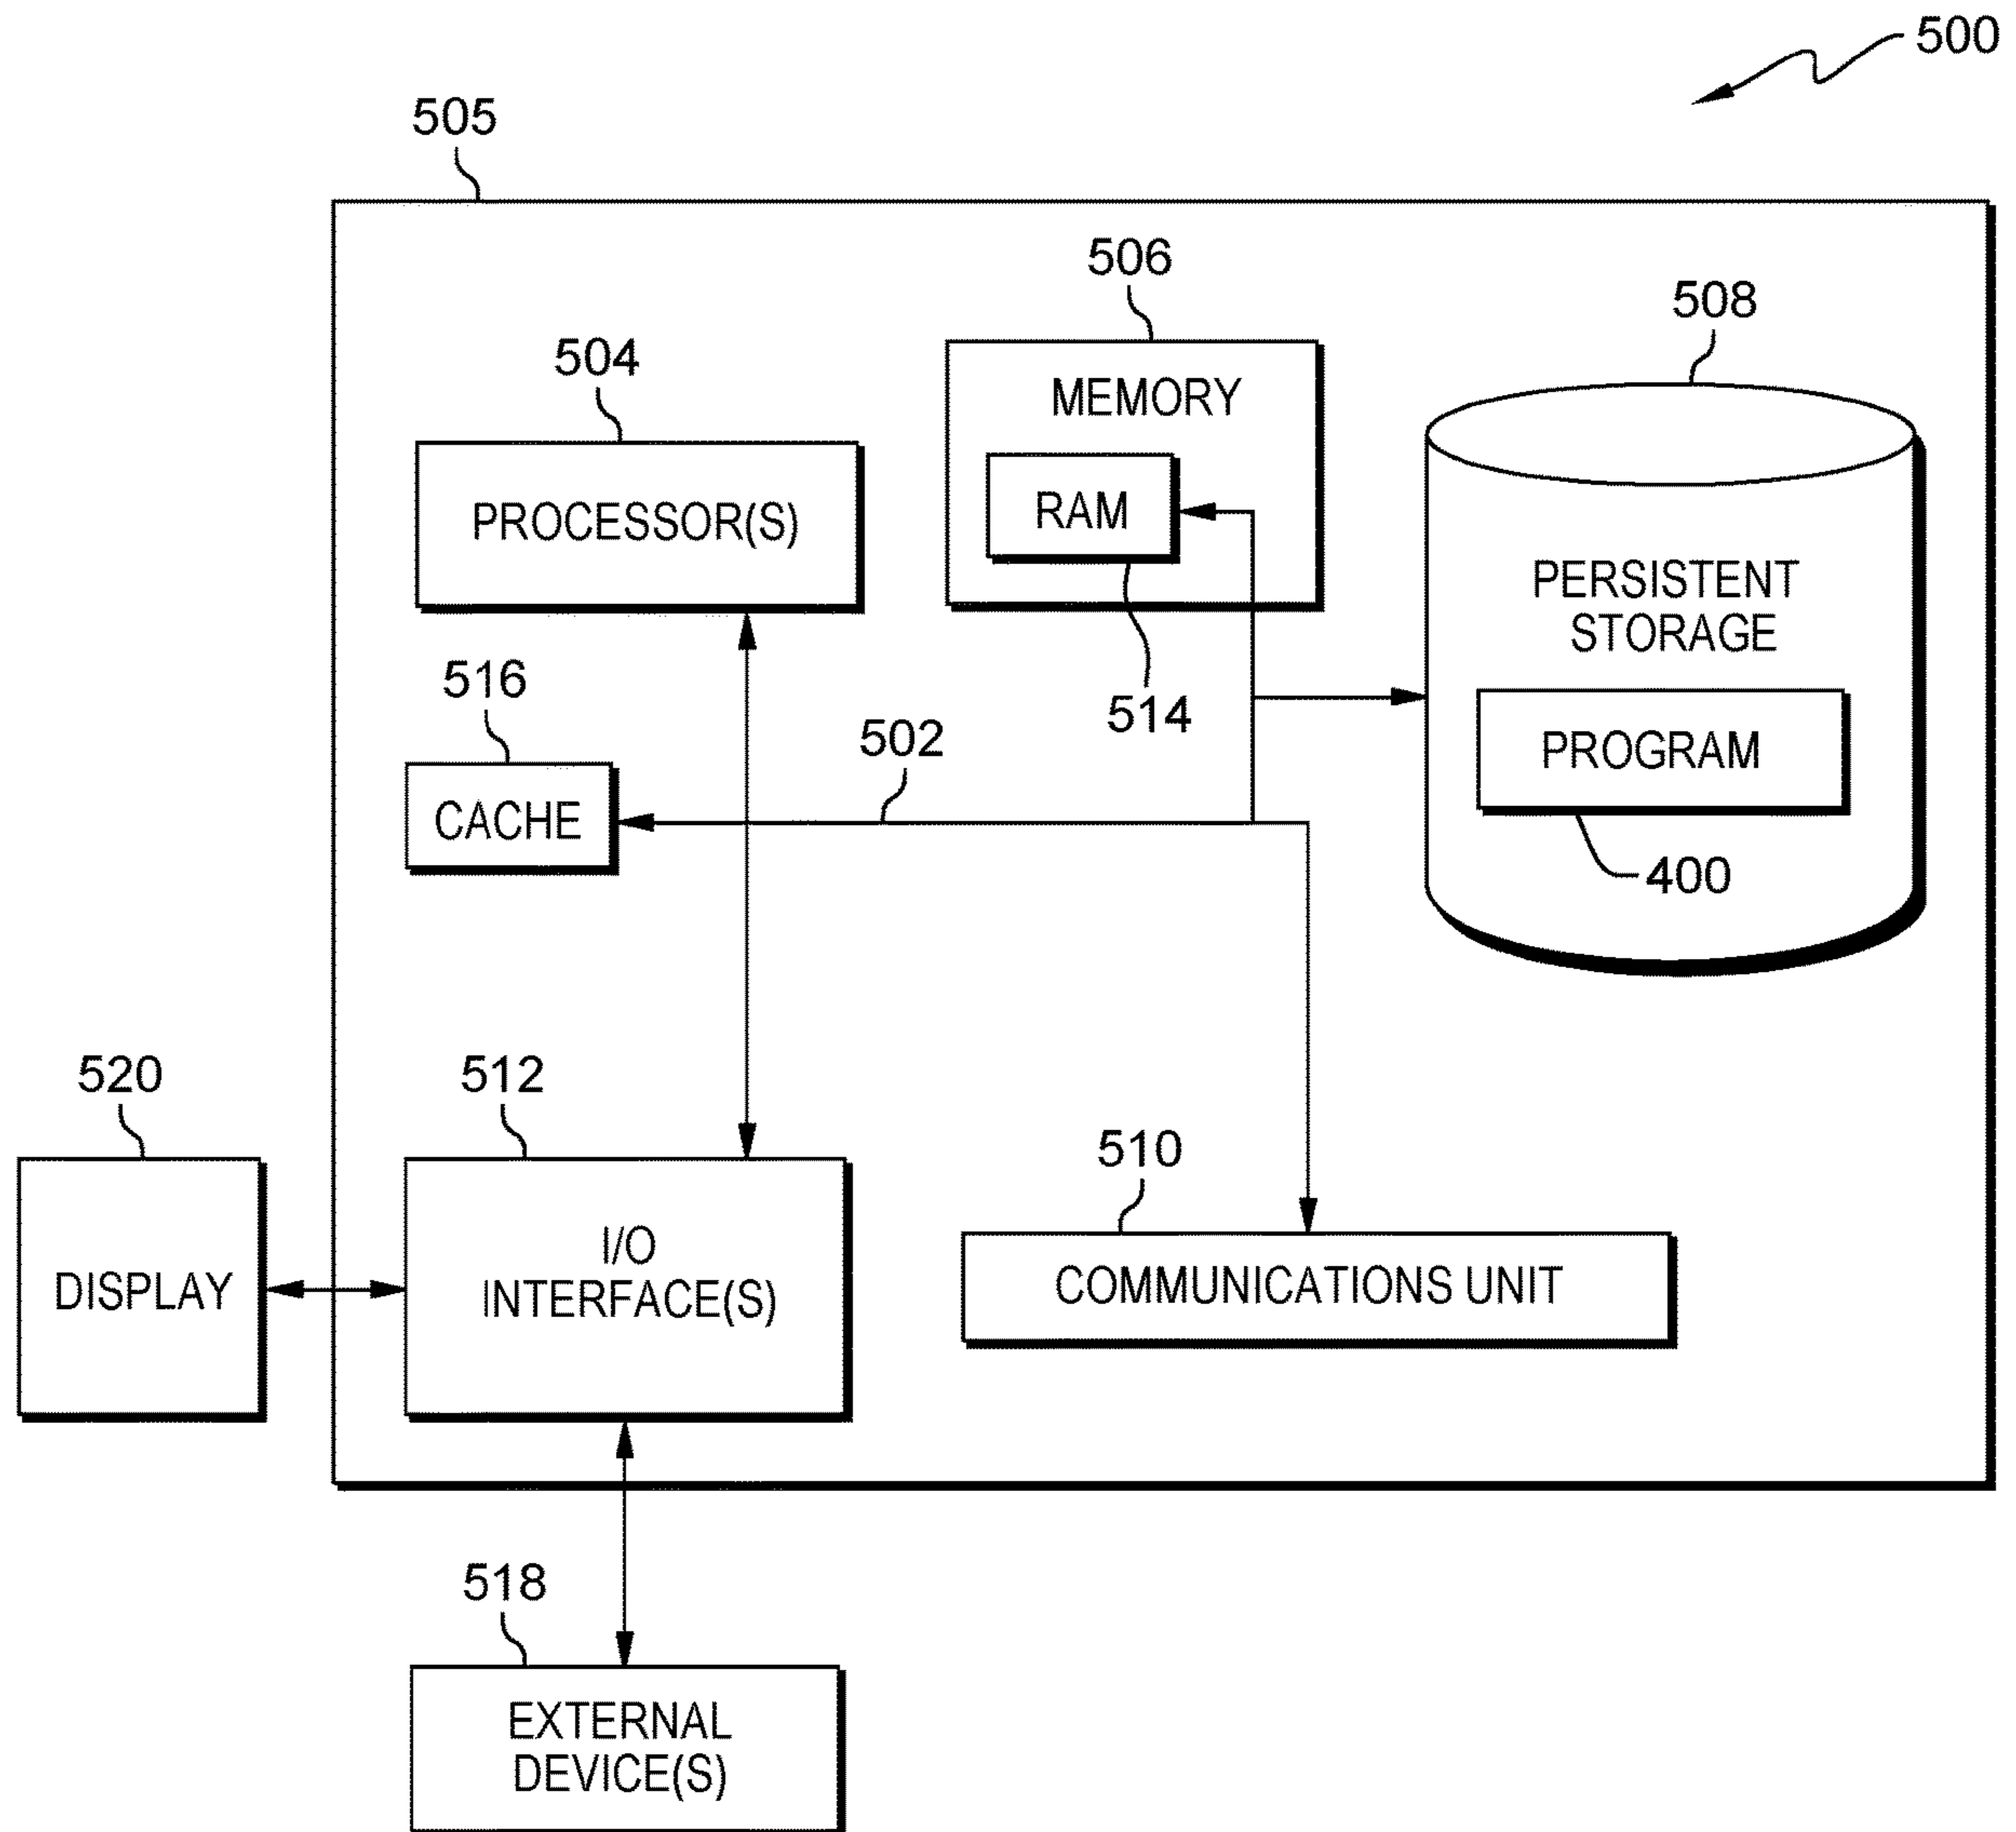 500
505
506
508
504
MEMORY
PROCESSOR(S)
RAM
PERSISTENT
STORAGE
516
514
502
PROGRAM
CACHE
400
520
512
510
I/O
INTERFACE(S)
DISPLAY
COMMUNICATIONS UNIT
518
EXTERNAL
DEVICE(S)